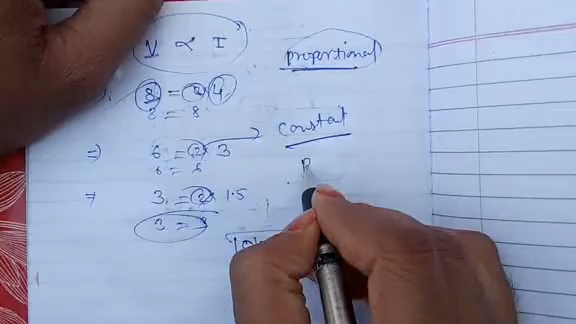 V ∝ I
proportional
8 = 2 4
8 = 8
constant
⇒ 6 = 2 × 3
6 = 6
R
⇒ 3 = 2 × 1.5
3 = 3